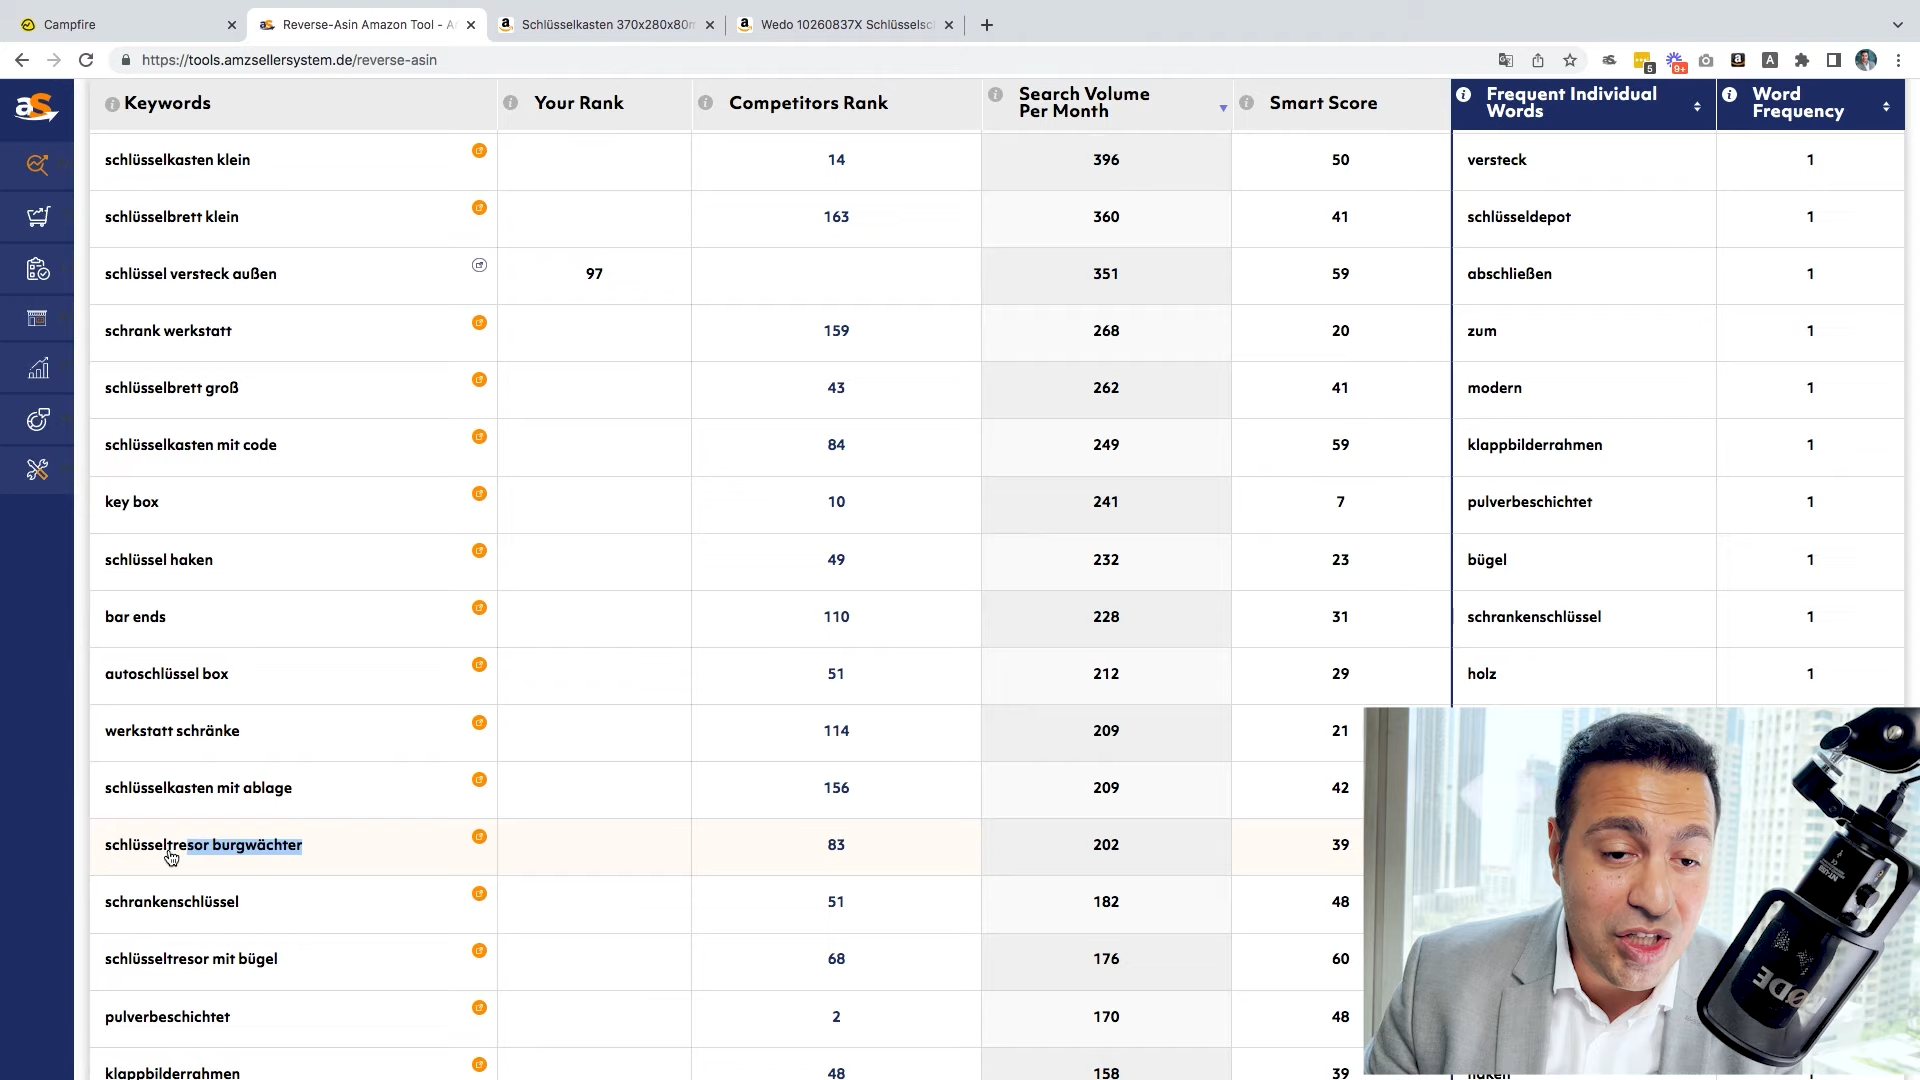 Campfire
Reverse-Asin Amazon Tool - A
Schlüsselkasten 370x280x80m
Wedo 10260837X Schlüssels
https://tools.amzsellersystem.de/reverse-asin
5
9+
A
aS
Keywords
Your Rank
Competitors Rank
Search Volume Per Month
Smart Score
Frequent Individual Words
Word Frequency
schlüsselkasten klein 14 396 50 versteck 1
schlüsselbrett klein 163 360 41 schlüsseldepot 1
schlüssel versteck außen 97 351 59 abschließen 1
schrank werkstatt 159 268 20 zum 1
schlüsselbrett groß 43 262 41 modern 1
schlüsselkasten mit code 84 249 59 klappbilderrahmen 1
key box 10 241 7 pulverbeschichtet 1
schlüssel haken 49 232 23 bügel 1
bar ends 110 228 31 schrankenschlüssel 1
autoschlüssel box 51 212 29 holz 1
werkstatt schränke 114 209 21
schlüsselkasten mit ablage 156 209 42
schlüsseltresor burgwächter 83 202 39
schrankenschlüssel 51 182 48
schlüsseltresor mit bügel 68 176 60
pulverbeschichtet 2 170 48
klappbilderrahmen 48 158 39
RØDE